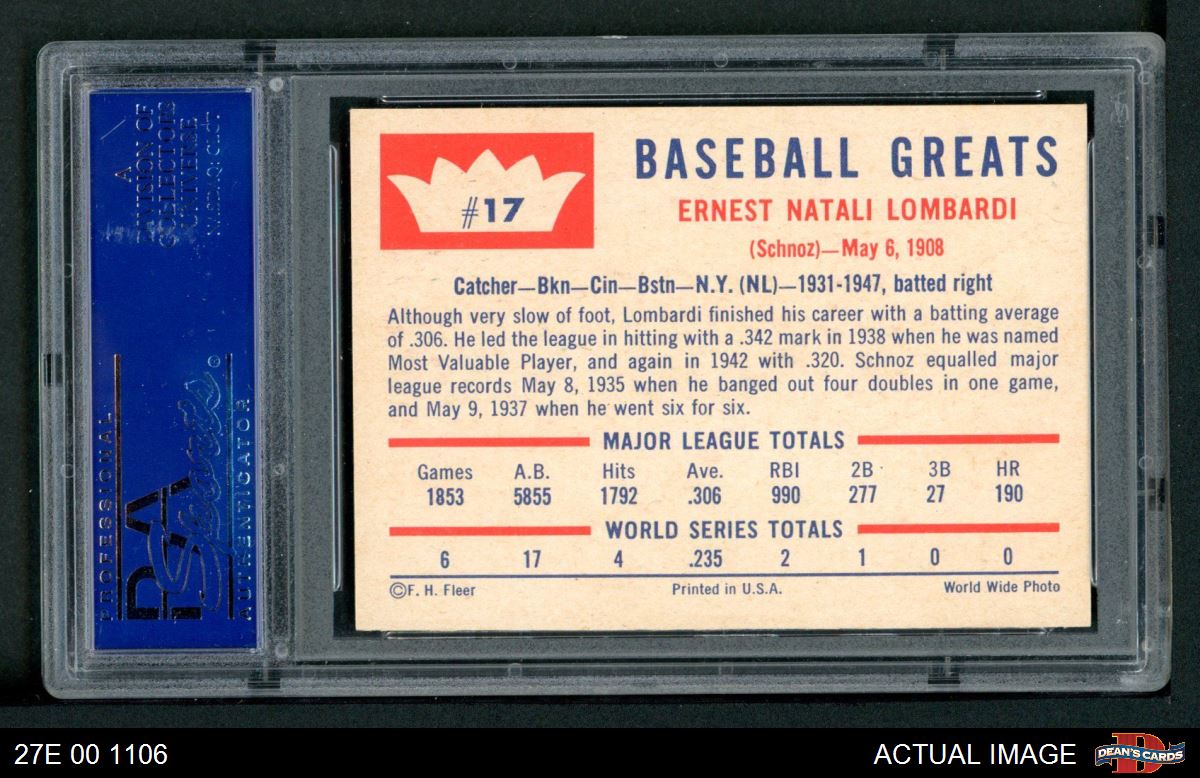 A
DIVISION OF
COLLECTORS
UNIVERSE
PROFESSIONAL
PSA
Sports
AUTHENTICATOR
#17
BASEBALL GREATS
ERNEST NATALI LOMBARDI
(Schnoz)—May 6, 1908
Catcher—Bkn—Cin—Bstn—N.Y. (NL)—1931-1947, batted right
Although very slow of foot, Lombardi finished his career with a batting average
of .306. He led the league in hitting with a .342 mark in 1938 when he was named
Most Valuable Player, and again in 1942 with .320. Schnoz equalled major
league records May 8, 1935 when he banged out four doubles in one game,
and May 9, 1937 when he went six for six.
MAJOR LEAGUE TOTALS
Games A.B. Hits Ave. RBI 2B 3B HR
1853 5855 1792 .306 990 277 27 190
WORLD SERIES TOTALS
6 17 4 .235 2 1 0 0
©F. H. Fleer Printed in U.S.A. World Wide Photo
27E 00 1106 ACTUAL IMAGE DEAN'S CARDS